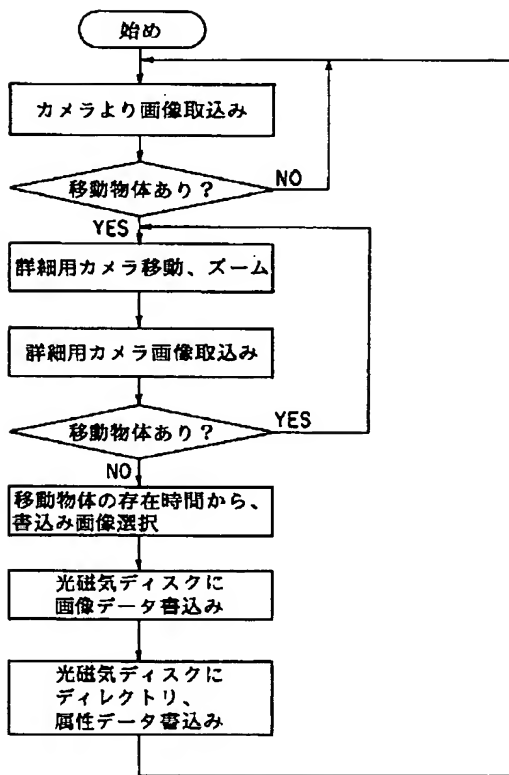 始め
カメラより画像取込み
移動物体あり？
NO
YES
詳細用カメラ移動、ズーム
詳細用カメラ画像取込み
移動物体あり？
YES
NO
移動物体の存在時間から、
書込み画像選択
光磁気ディスクに
画像データ書込み
光磁気ディスクに
ディレクトリ、
属性データ書込み